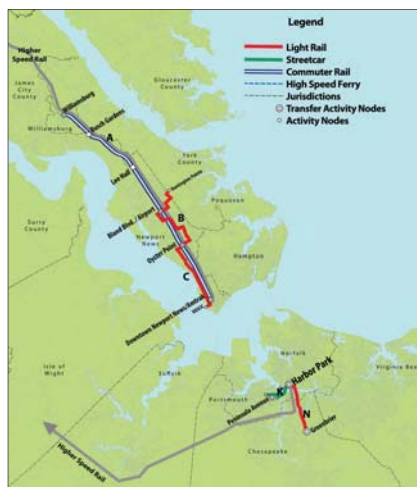 Legend
Light Rail
Streetcar
Commuter Rail
High Speed Ferry
Jurisdictions
Transfer Activity Nodes
Activity Nodes
Higher
Speed Rail
James
City
County
Williamsburg
Gloucester
County
Busch Gardens
Williamsburg
A
York
County
Lee Hall
Surry
County
Poquoson
Bland Blvd. / Airport
B
Newport
News
Oyster Point
Hampton
C
Downtown Newport News/Amtrak
Norfolk
Isle of
Wight
Suffolk
Harbor Park
Virginia Beach
Portsmouth
K
N
Greenbrier
Chesapeake
Higher Speed Rail